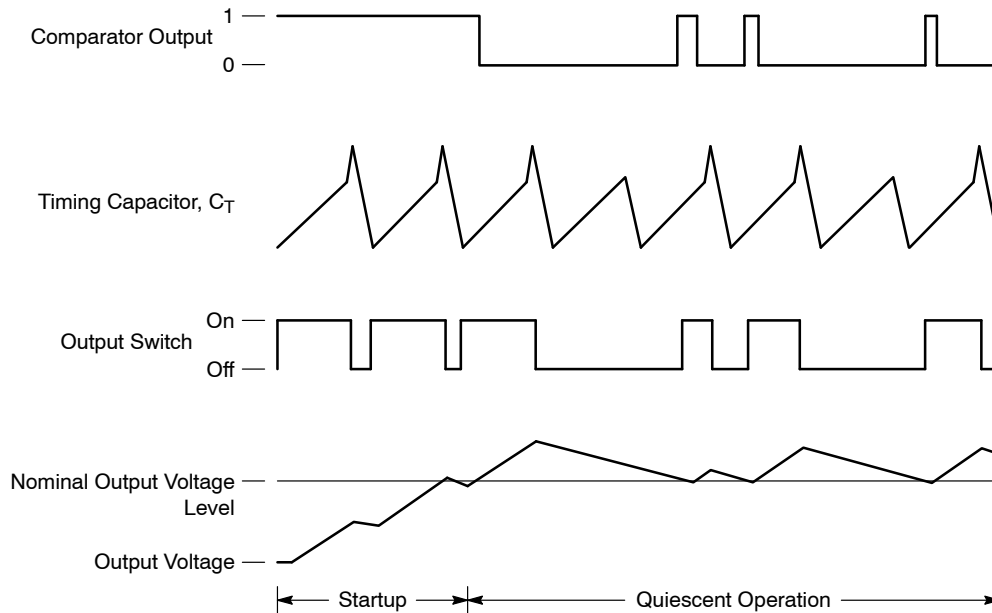 1
Comparator Output
0
Timing Capacitor, CT
On
Output Switch
Off
Nominal Output Voltage
Level
Output Voltage
Startup
Quiescent Operation